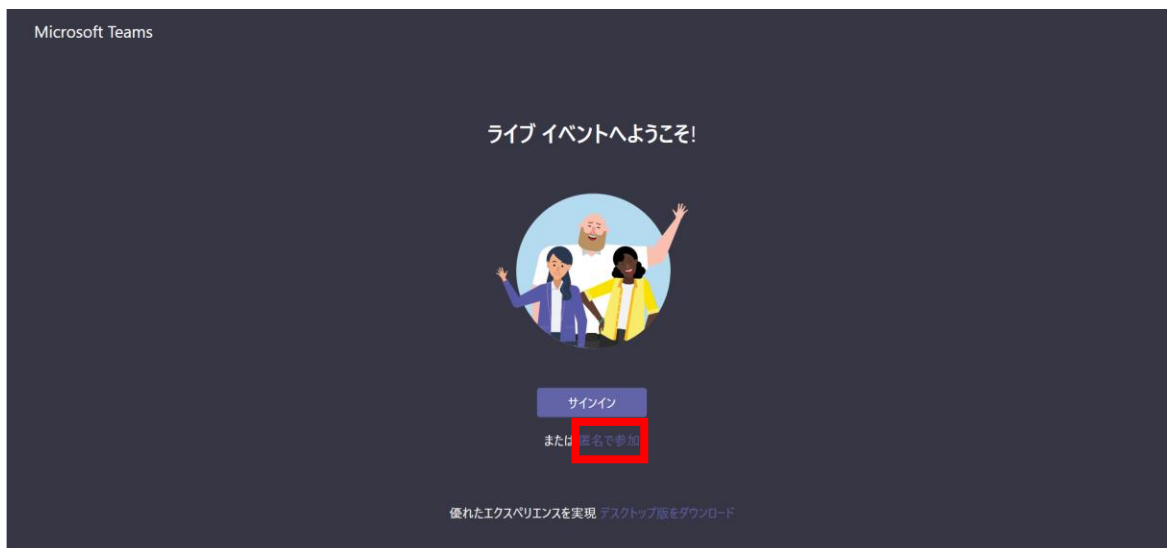 Microsoft Teams
ライブ イベントへようこそ!
サインイン
または 匿名で参加
優れたエクスペリエンスを実現 デスクトップ版をダウンロード